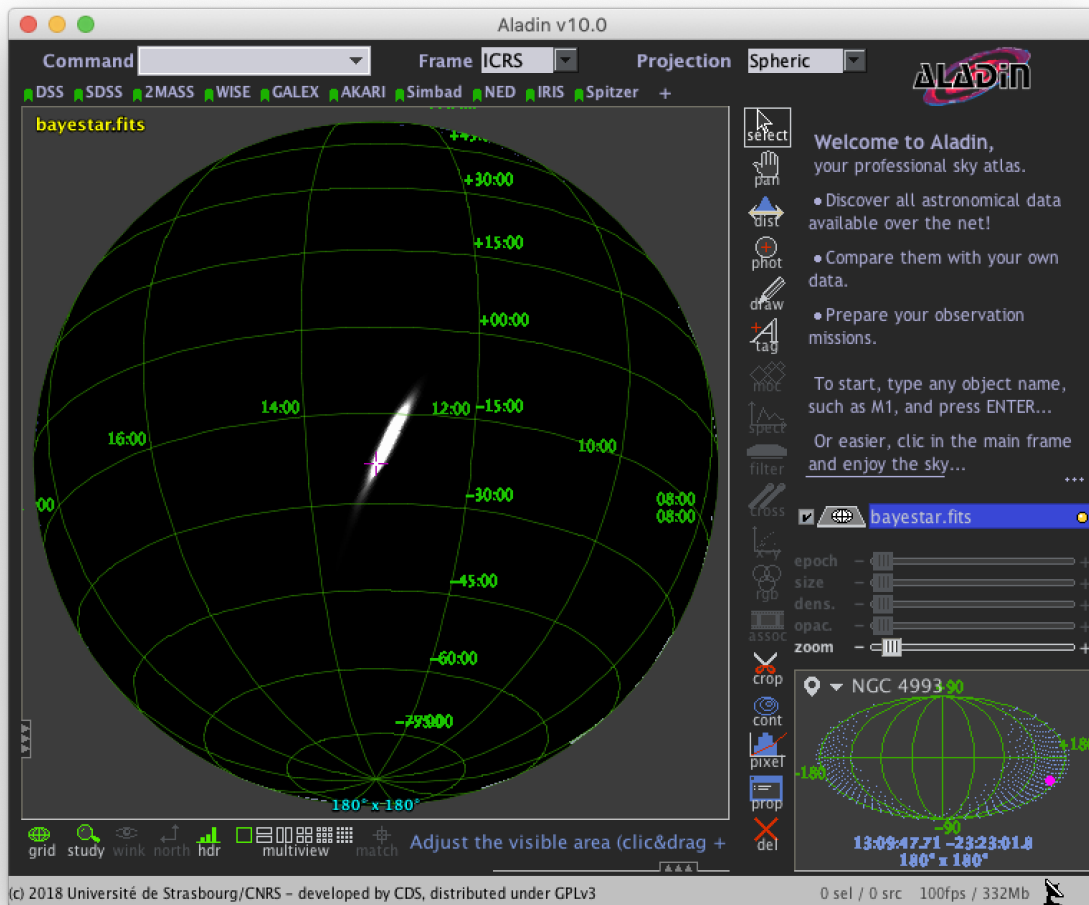 Aladin v10.0
Command Frame ICRS Projection Spheric
DSS SDSS 2MASS WISE GALEX AKARI Simbad NED IRIS Spitzer +
ALADiN
bayestar.fits
+30:00
+15:00
+00:00
14:00 12:00 -15:00
16:00 10:00
-30:00
08:00
08:00
-45:00
-60:00
180° x 180°
select
pan
dist
phot
draw
tag
moc
spect
filter
cross
x-y
rgb
assoc
crop
cont
pixel
prop
del
Welcome to Aladin,
your professional sky atlas.
• Discover all astronomical data
available over the net!
• Compare them with your own
data.
• Prepare your observation
missions.
To start, type any object name,
such as M1, and press ENTER...
Or easier, clic in the main frame
and enjoy the sky...
bayestar.fits
epoch - +
size - +
dens. - +
opac. - +
zoom - +
NGC 4993
+90
-180 +180
-90
13:09:47.71 -23:23:01.8
180° x 180°
grid study wink north hdr multiview match
Adjust the visible area (clic&drag +
(c) 2018 Université de Strasbourg/CNRS - developed by CDS, distributed under GPLv3 0 sel / 0 src 100fps / 332Mb